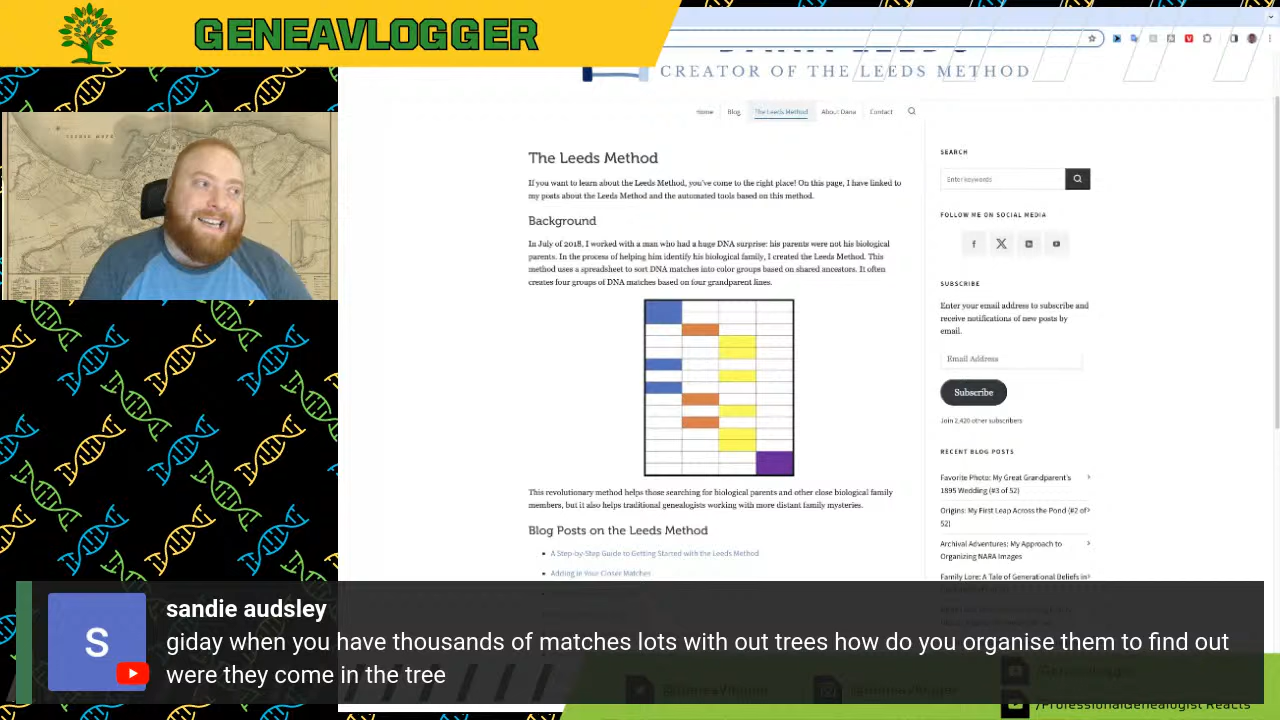 GENEAVLOGGER
CREATOR OF THE LEEDS METHOD
Home Blog The Leeds Method About Dana Contact
The Leeds Method
If you want to learn about the Leeds Method, you've come to the right place! On this page, I have linked to
my posts about the Leeds Method and the automated tools based on this method.
Background
In July of 2018, I worked with a man who had a huge DNA surprise: his parents were not his biological
parents. In the process of helping him identify his biological family, I created the Leeds Method. This
method uses a spreadsheet to sort DNA matches into color groups based on shared ancestors. It often
creates four groups of DNA matches based on four grandparent lines.
This revolutionary method helps those searching for biological parents and other close biological family
members, but it also helps traditional genealogists working with more distant family mysteries.
Blog Posts on the Leeds Method
A Step-by-Step Guide to Getting Started with the Leeds Method
Adding in Your Closer Matches
SEARCH
Enter keywords
FOLLOW ME ON SOCIAL MEDIA
SUBSCRIBE
Enter your email address to subscribe and
receive notifications of new posts by
email.
Email Address
Subscribe
Join 2,420 other subscribers
RECENT BLOG POSTS
Favorite Photo: My Great Grandparent's
1895 Wedding (#3 of 52)
Origins: My First Leap Across the Pond (#2 of
52)
Archival Adventures: My Approach to
Organizing NARA Images
Family Lore: A Tale of Generational Beliefs in
S
sandie audsley
giday when you have thousands of matches lots with out trees how do you organise them to find out
were they come in the tree
/ProfessionalGenealogist Reacts